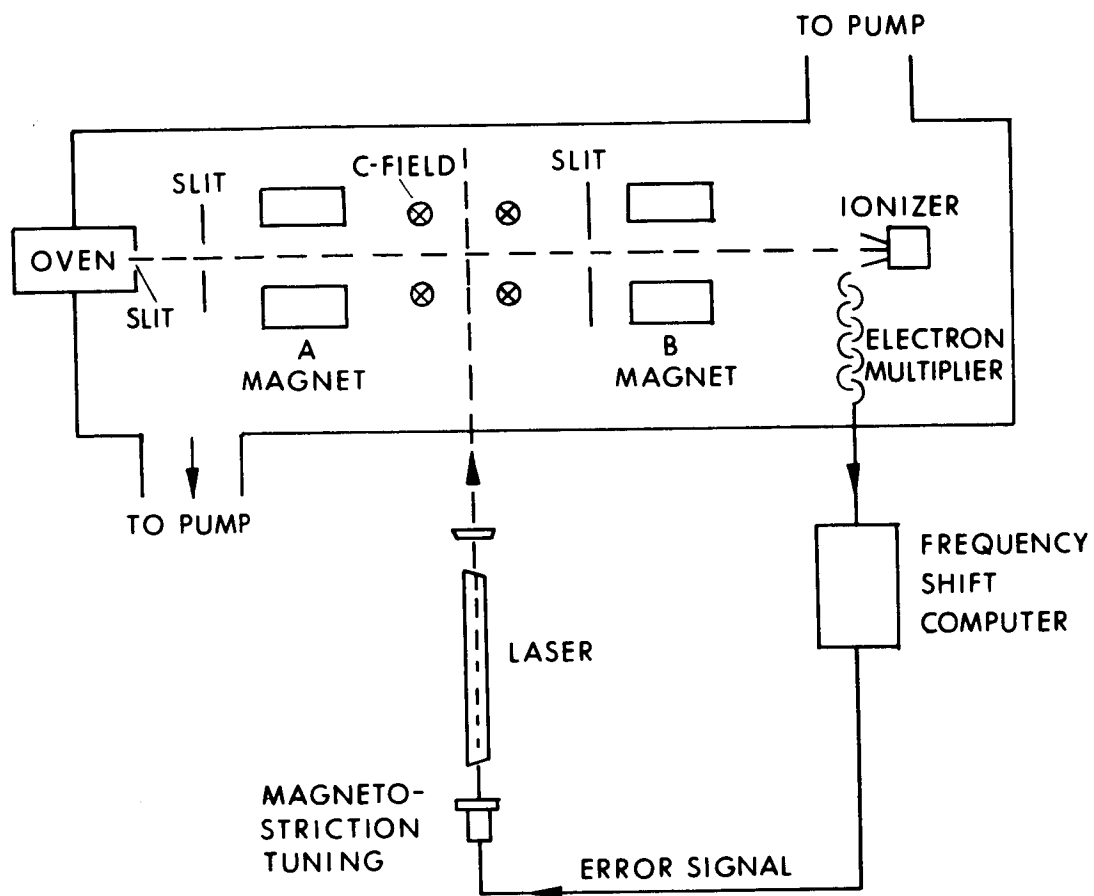 TO PUMP
C-FIELD
SLIT
SLIT
IONIZER
OVEN
SLIT
A
MAGNET
B
MAGNET
ELECTRON
MULTIPLIER
TO PUMP
FREQUENCY
SHIFT
COMPUTER
LASER
MAGNETO-
STRICTION
TUNING
ERROR SIGNAL